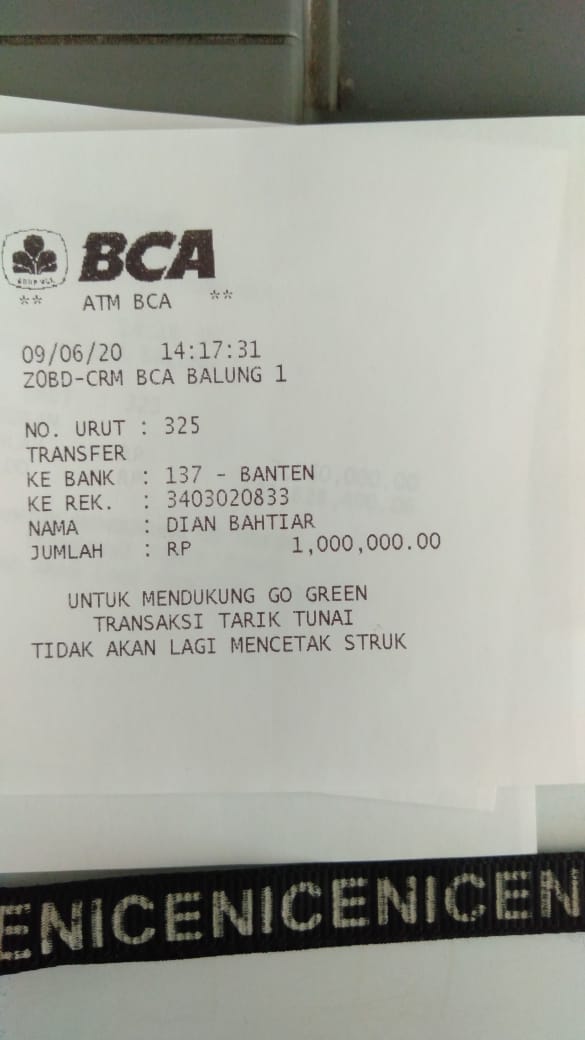 BCA
** ATM BCA **
09/06/20 14:17:31
ZOBD-CRM BCA BALUNG 1
NO. URUT : 325
TRANSFER
KE BANK : 137 - BANTEN
KE REK. : 3403020833
NAMA : DIAN BAHTIAR
JUMLAH : RP 1,000,000.00
UNTUK MENDUKUNG GO GREEN
TRANSAKSI TARIK TUNAI
TIDAK AKAN LAGI MENCETAK STRUK
ENICENICENICEN